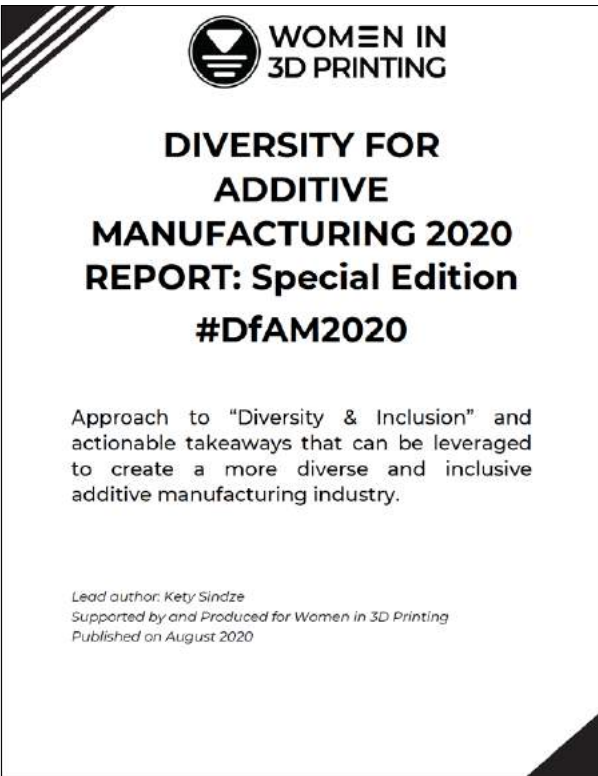 WOMEN IN
3D PRINTING
DIVERSITY FOR
ADDITIVE
MANUFACTURING 2020
REPORT: Special Edition
#DfAM2020
Approach to “Diversity & Inclusion” and
actionable takeaways that can be leveraged
to create a more diverse and inclusive
additive manufacturing industry.
Lead author: Kety Sindze
Supported by and Produced for Women in 3D Printing
Published on August 2020